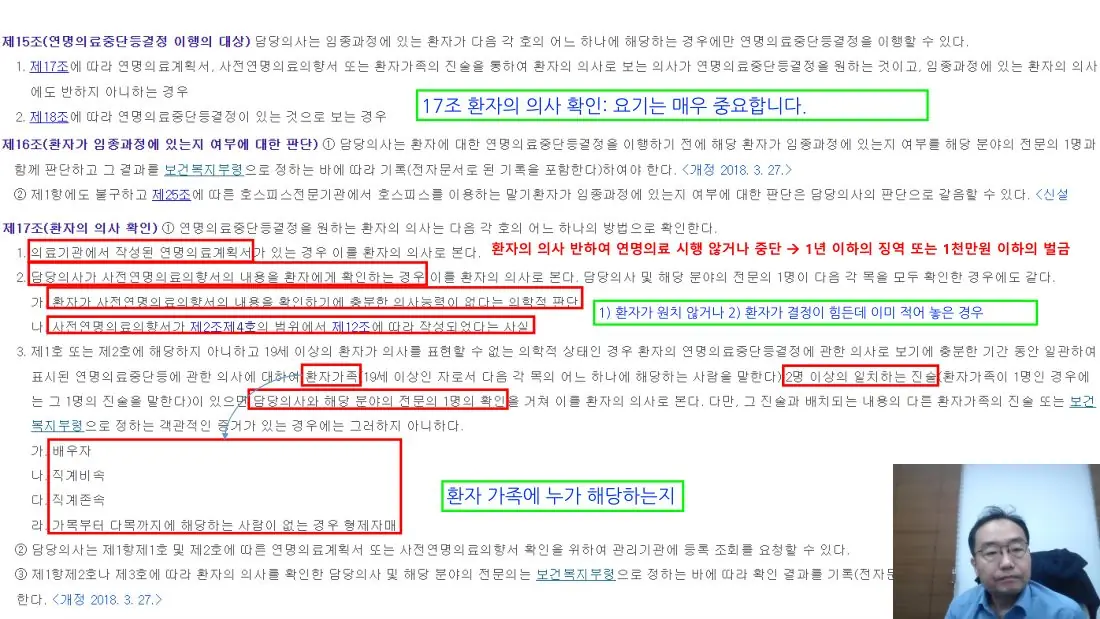 제15조(연명의료중단등결정 이행의 대상) 담당의사는 임종과정에 있는 환자가 다음 각 호의 어느 하나에 해당하는 경우에만 연명의료중단등결정을 이행할 수 있다.
1. 제17조에 따라 연명의료계획서, 사전연명의료의향서 또는 환자가족의 진술을 통하여 환자의 의사로 보는 의사가 연명의료중단등결정을 원하는 것이고, 임종과정에 있는 환자의 의사
에도 반하지 아니하는 경우
17조 환자의 의사 확인: 요기는 매우 중요합니다.
2. 제18조에 따라 연명의료중단등결정이 있는 것으로 보는 경우
제16조(환자가 임종과정에 있는지 여부에 대한 판단) ① 담당의사는 환자에 대한 연명의료중단등결정을 이행하기 전에 해당 환자가 임종과정에 있는지 여부를 해당 분야의 전문의 1명과
함께 판단하고 그 결과를 보건복지부령으로 정하는 바에 따라 기록(전자문서로 된 기록을 포함한다)하여야 한다. <개정 2018. 3. 27.>
② 제1항에도 불구하고 제25조에 따른 호스피스전문기관에서 호스피스를 이용하는 말기환자가 임종과정에 있는지 여부에 대한 판단은 담당의사의 판단으로 갈음할 수 있다. <신설
제17조(환자의 의사 확인) ① 연명의료중단등결정을 원하는 환자의 의사는 다음 각 호의 어느 하나의 방법으로 확인한다.
1. 의료기관에서 작성된 연명의료계획서가 있는 경우 이를 환자의 의사로 본다.
환자의 의사 반하여 연명의료 시행 않거나 중단 → 1년 이하의 징역 또는 1천만원 이하의 벌금
2. 담당의사가 사전연명의료의향서의 내용을 환자에게 확인하는 경우 이를 환자의 의사로 본다. 담당의사 및 해당 분야의 전문의 1명이 다음 각 목을 모두 확인한 경우에도 같다.
가. 환자가 사전연명의료의향서의 내용을 확인하기에 충분한 의사능력이 없다는 의학적 판단
1) 환자가 원치 않거나 2) 환자가 결정이 힘든데 이미 적어 놓은 경우
나. 사전연명의료의향서가 제2조제4호의 범위에서 제12조에 따라 작성되었다는 사실
3. 제1호 또는 제2호에 해당하지 아니하고 19세 이상의 환자가 의사를 표현할 수 없는 의학적 상태인 경우 환자의 연명의료중단등결정에 관한 의사로 보기에 충분한 기간 동안 일관하여
표시된 연명의료중단등에 관한 의사에 대하여 환자가족(19세 이상인 자로서 다음 각 목의 어느 하나에 해당하는 사람을 말한다) 2명 이상의 일치하는 진술(환자가족이 1명인 경우에
는 그 1명의 진술을 말한다)이 있으면 담당의사와 해당 분야의 전문의 1명의 확인을 거쳐 이를 환자의 의사로 본다. 다만, 그 진술과 배치되는 내용의 다른 환자가족의 진술 또는 보건
복지부령으로 정하는 객관적인 증거가 있는 경우에는 그러하지 아니하다.
가. 배우자
나. 직계비속
다. 직계존속
환자 가족에 누가 해당하는지
라. 가목부터 다목까지에 해당하는 사람이 없는 경우 형제자매
② 담당의사는 제1항제1호 및 제2호에 따른 연명의료계획서 또는 사전연명의료의향서 확인을 위하여 관리기관에 등록 조회를 요청할 수 있다.
③ 제1항제2호나 제3호에 따라 환자의 의사를 확인한 담당의사 및 해당 분야의 전문의는 보건복지부령으로 정하는 바에 따라 확인 결과를 기록(전자문
한다. <개정 2018. 3. 27.>